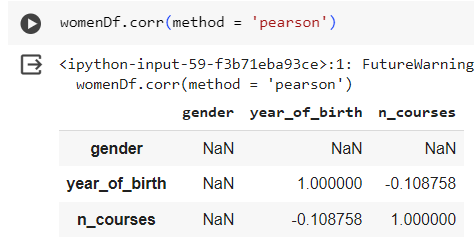 womenDf.corr(method = 'pearson')
<ipython-input-59-f3b71eba93ce>:1: FutureWarning
womenDf.corr(method = 'pearson')
gender year_of_birth n_courses
gender NaN NaN NaN
year_of_birth NaN 1.000000 -0.108758
n_courses NaN -0.108758 1.000000